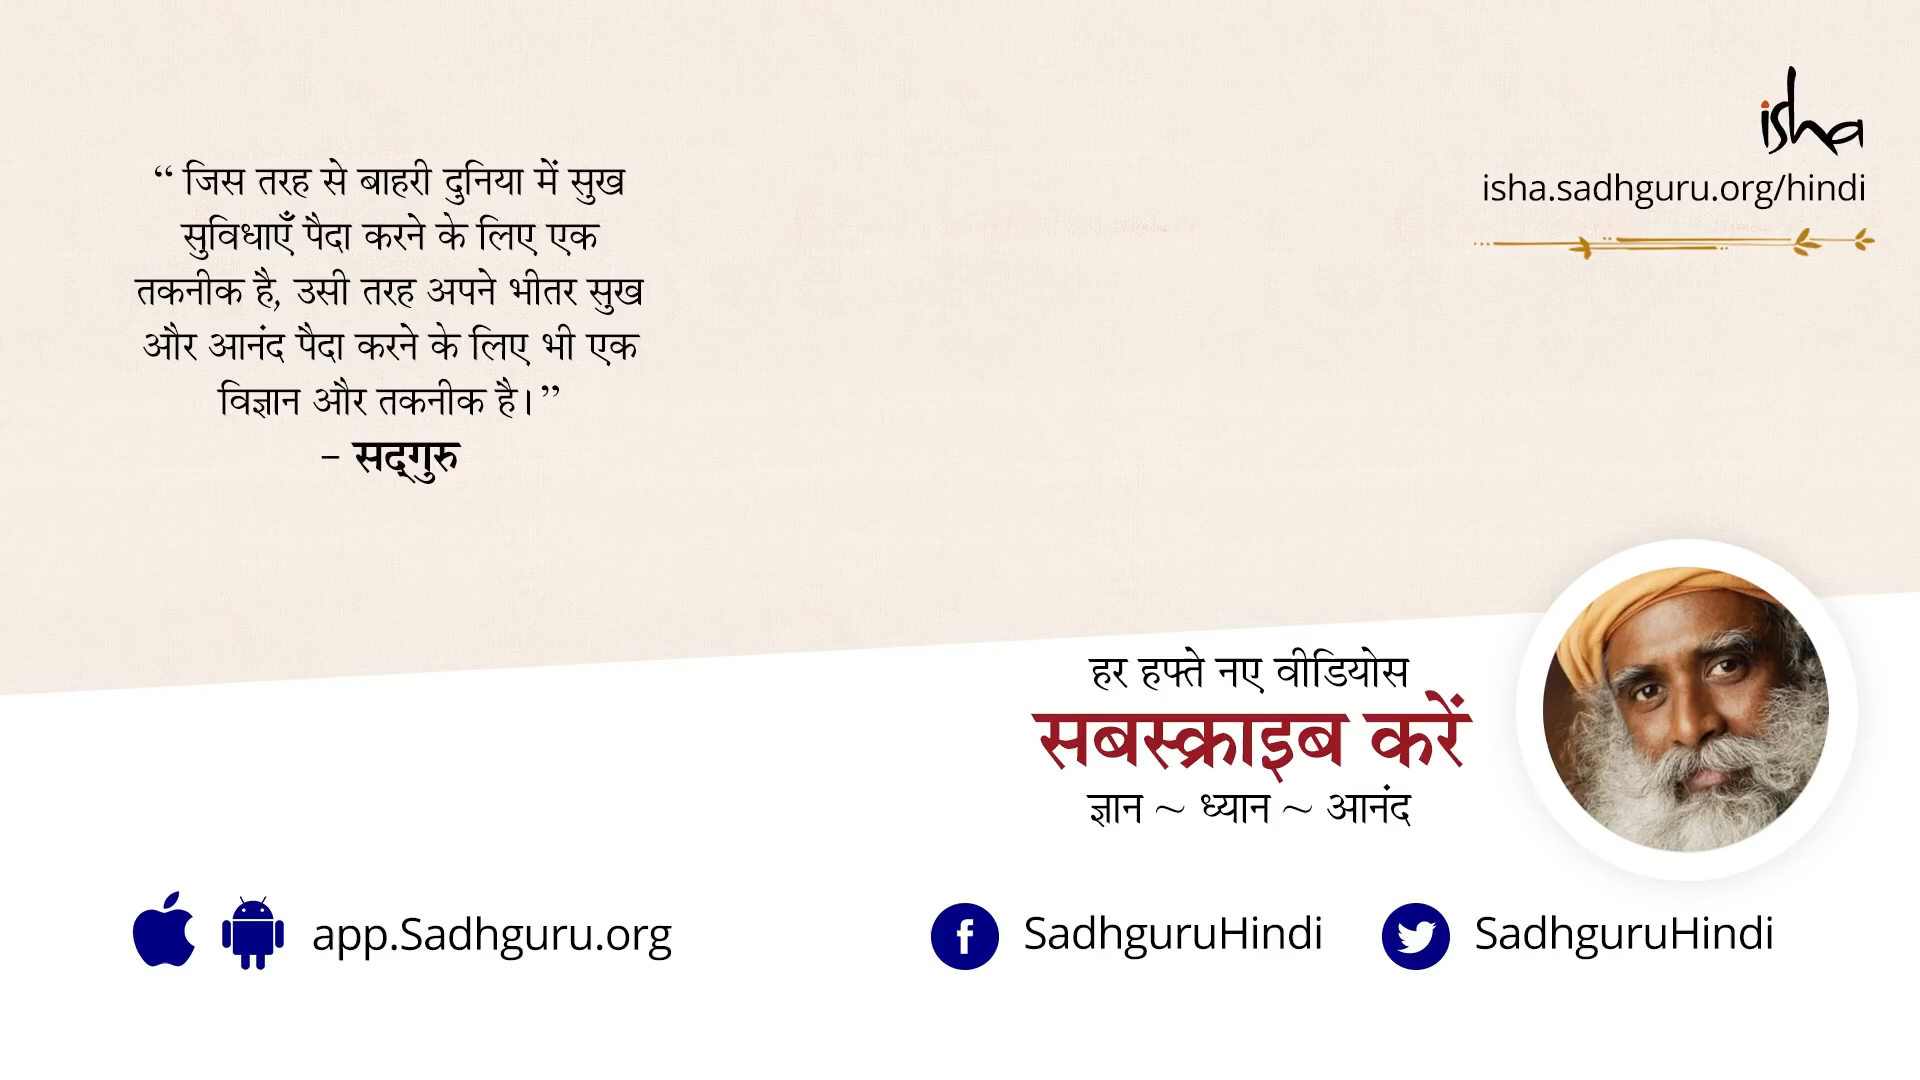 “ जिस तरह से बाहरी दुनिया में सुख
सुविधाएँ पैदा करने के लिए एक
तकनीक है, उसी तरह अपने भीतर सुख
और आनंद पैदा करने के लिए भी एक
विज्ञान और तकनीक है। ”
– सद्‌गुरु
isha
isha.sadhguru.org/hindi
हर हफ्ते नए वीडियोस
सबस्क्राइब करें
ज्ञान ~ ध्यान ~ आनंद
app.Sadhguru.org
SadhguruHindi
SadhguruHindi